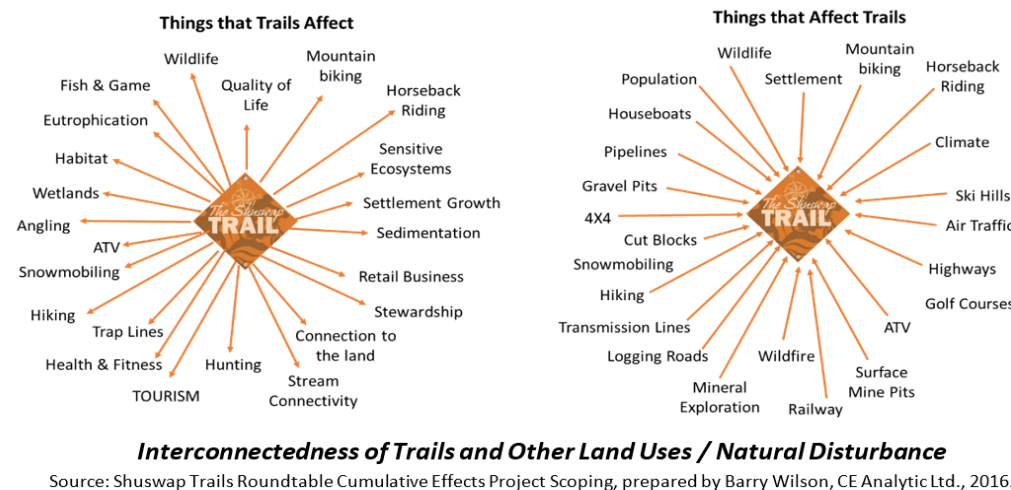 Things that Trails Affect
Wildlife
Mountain
biking
Fish & Game
Quality of
Life
Horseback
Riding
Eutrophication
Sensitive
Ecosystems
Habitat
Wetlands
Settlement Growth
Angling
The Shuswap
TRAIL
Sedimentation
ATV
Snowmobiling
Retail Business
Hiking
Stewardship
Trap Lines
Connection to
the land
Health & Fitness
Hunting
TOURISM
Stream
Connectivity
Things that Affect Trails
Wildlife
Mountain
biking
Population
Settlement
Horseback
Riding
Houseboats
Climate
Pipelines
Gravel Pits
Ski Hills
4X4
The Shuswap
TRAIL
Air Traffic
Cut Blocks
Snowmobiling
Highways
Hiking
Golf Courses
Transmission Lines
ATV
Logging Roads
Wildfire
Surface
Mine Pits
Mineral
Exploration
Railway
Interconnectedness of Trails and Other Land Uses / Natural Disturbance
Source: Shuswap Trails Roundtable Cumulative Effects Project Scoping, prepared by Barry Wilson, CE Analytic Ltd., 2016.